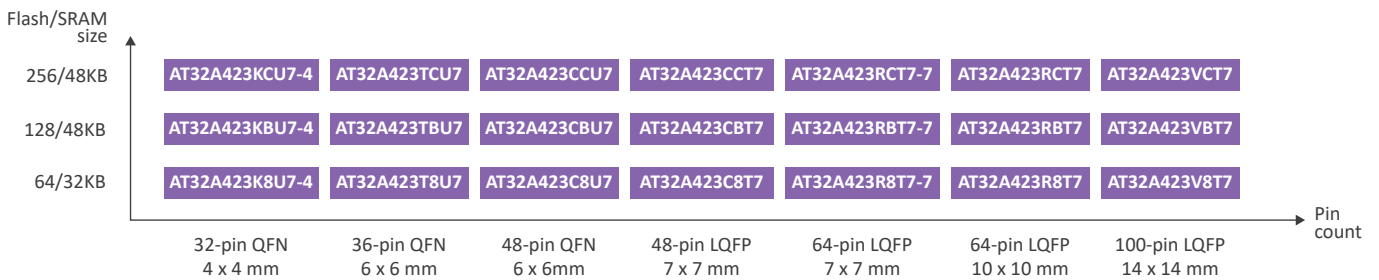 Flash/SRAM
size
256/48KB
AT32A423KCU7-4 AT32A423TCU7 AT32A423CCU7 AT32A423CCT7 AT32A423RCT7-7 AT32A423RCT7 AT32A423VCT7
128/48KB
AT32A423KBU7-4 AT32A423TBU7 AT32A423CBU7 AT32A423CBT7 AT32A423RBT7-7 AT32A423RBT7 AT32A423VBT7
64/32KB
AT32A423K8U7-4 AT32A423T8U7 AT32A423C8U7 AT32A423C8T7 AT32A423R8T7-7 AT32A423R8T7 AT32A423V8T7
Pin
count
32-pin QFN 36-pin QFN 48-pin QFN 48-pin LQFP 64-pin LQFP 64-pin LQFP 100-pin LQFP
4 x 4 mm 6 x 6 mm 6 x 6mm 7 x 7 mm 7 x 7 mm 10 x 10 mm 14 x 14 mm